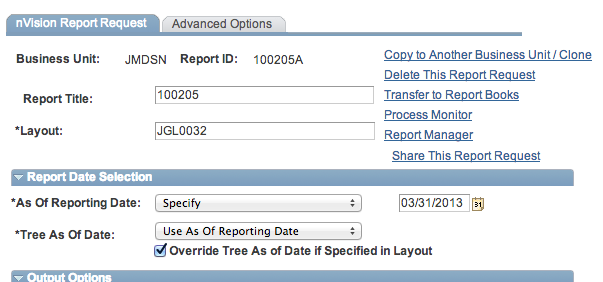 nVision Report Request Advanced Options
Business Unit: JMDSN Report ID: 100205A Copy to Another Business Unit / Clone
Delete This Report Request
Report Title: 100205 Transfer to Report Books
Process Monitor
*Layout: JGL0032 Report Manager
Share This Report Request
Report Date Selection
*As Of Reporting Date: Specify 03/31/2013 31
*Tree As Of Date: Use As Of Reporting Date
Override Tree As of Date if Specified in Layout
Output Options